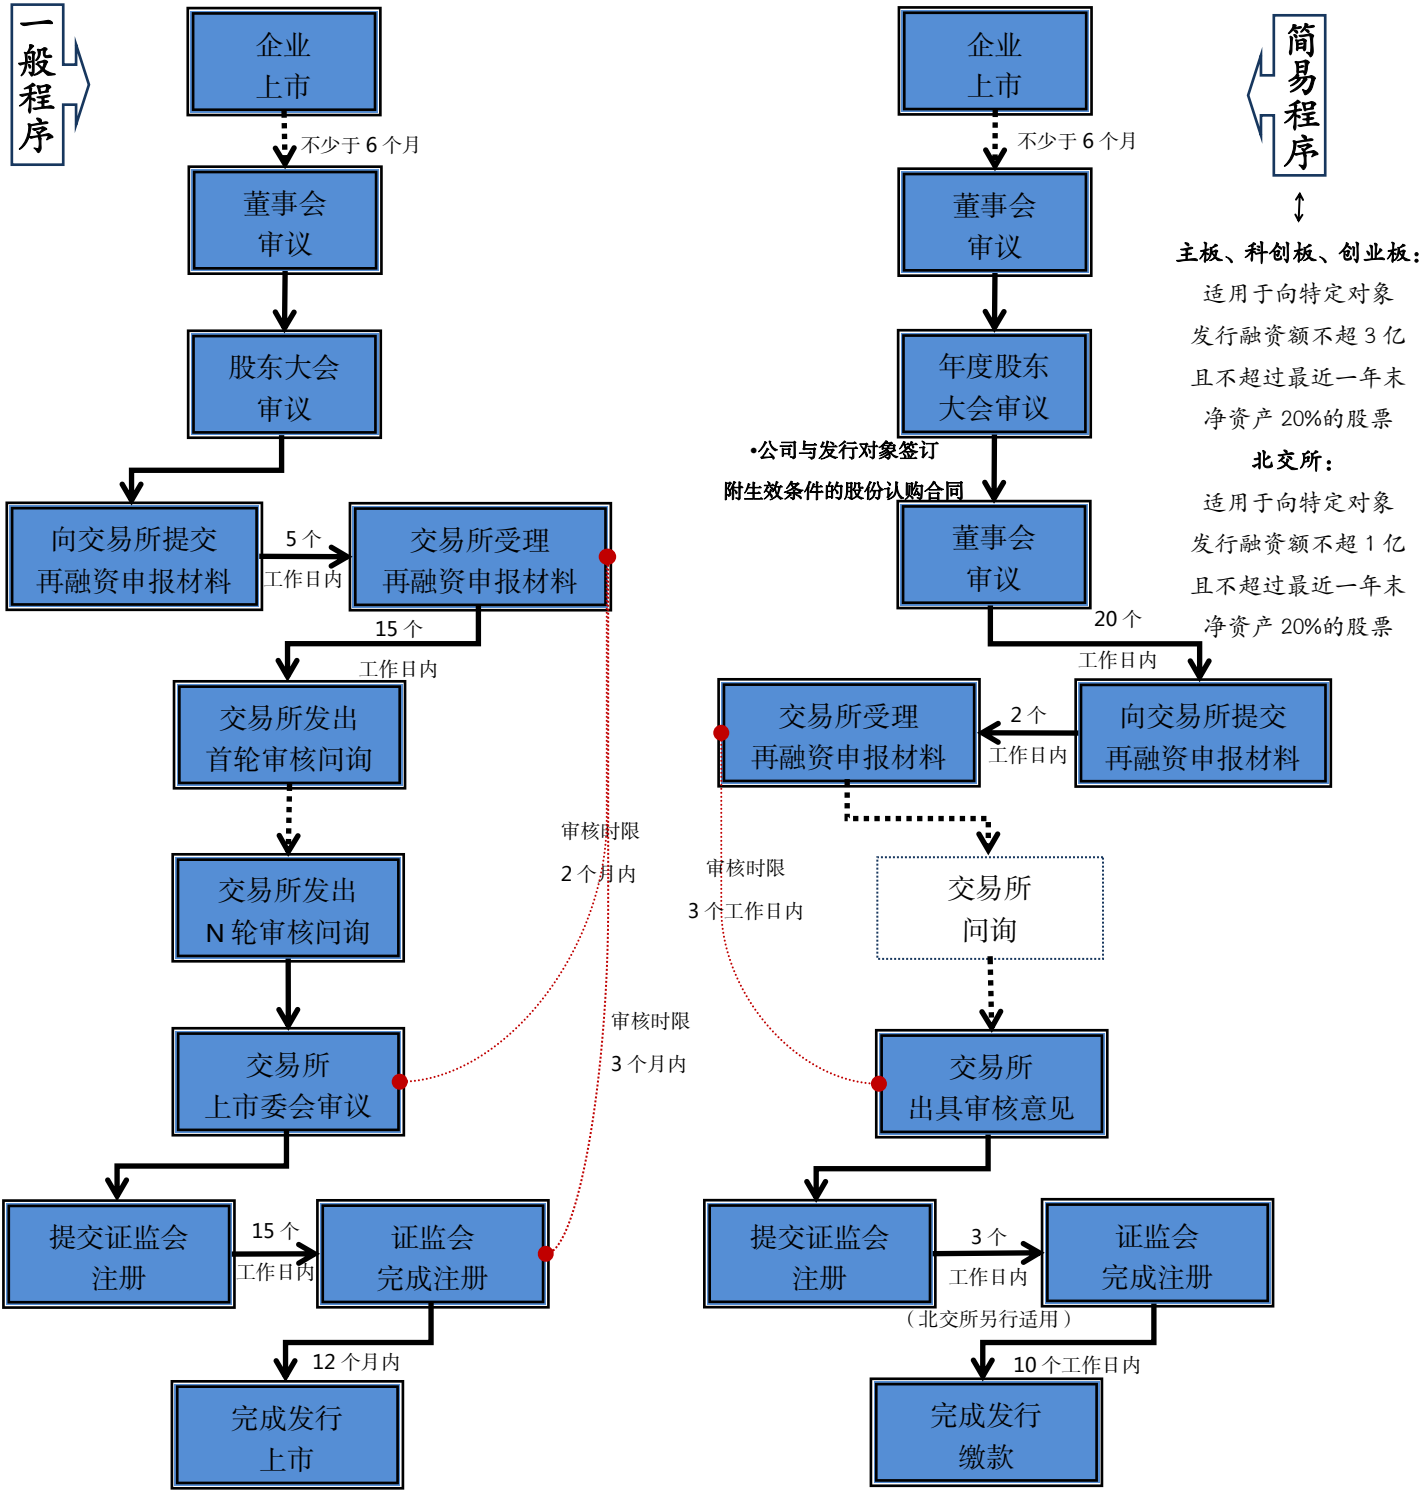 一般程序
企业
上市
不少于 6 个月
董事会
审议
股东大会
审议
向交易所提交
再融资申报材料
5 个
工作日内
交易所受理
再融资申报材料
15 个
工作日内
交易所发出
首轮审核问询
交易所发出
N 轮审核问询
审核时限
2 个月内
交易所
上市委会审议
审核时限
3 个月内
提交证监会
注册
15 个
工作日内
证监会
完成注册
12 个月内
完成发行
上市
简易程序
主板、科创板、创业板：
适用于向特定对象
发行融资额不超 3 亿
且不超过最近一年末
净资产 20%的股票
北交所：
适用于向特定对象
发行融资额不超 1 亿
且不超过最近一年末
净资产 20%的股票
企业
上市
不少于 6 个月
董事会
审议
年度股东
大会审议
•公司与发行对象签订
附生效条件的股份认购合同
董事会
审议
20 个
工作日内
向交易所提交
再融资申报材料
2 个
工作日内
交易所受理
再融资申报材料
审核时限
3 个工作日内
交易所
问询
交易所
出具审核意见
提交证监会
注册
3 个
工作日内
（北交所另行适用）
证监会
完成注册
10 个工作日内
完成发行
缴款